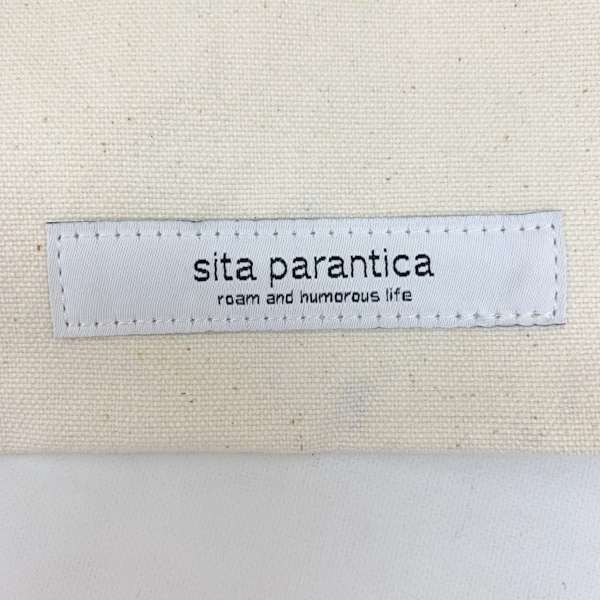 sita parantica
roam and humorous life